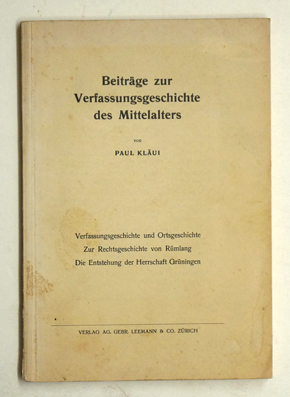 Beiträge zur
Verfassungsgeschichte
des Mittelalters
von
PAUL KLÄUI
Verfassungsgeschichte und Ortsgeschichte
Zur Rechtsgeschichte von Rümlang
Die Entstehung der Herrschaft Grüningen
VERLAG AG. GEBR. LEEMANN & CO. ZÜRICH